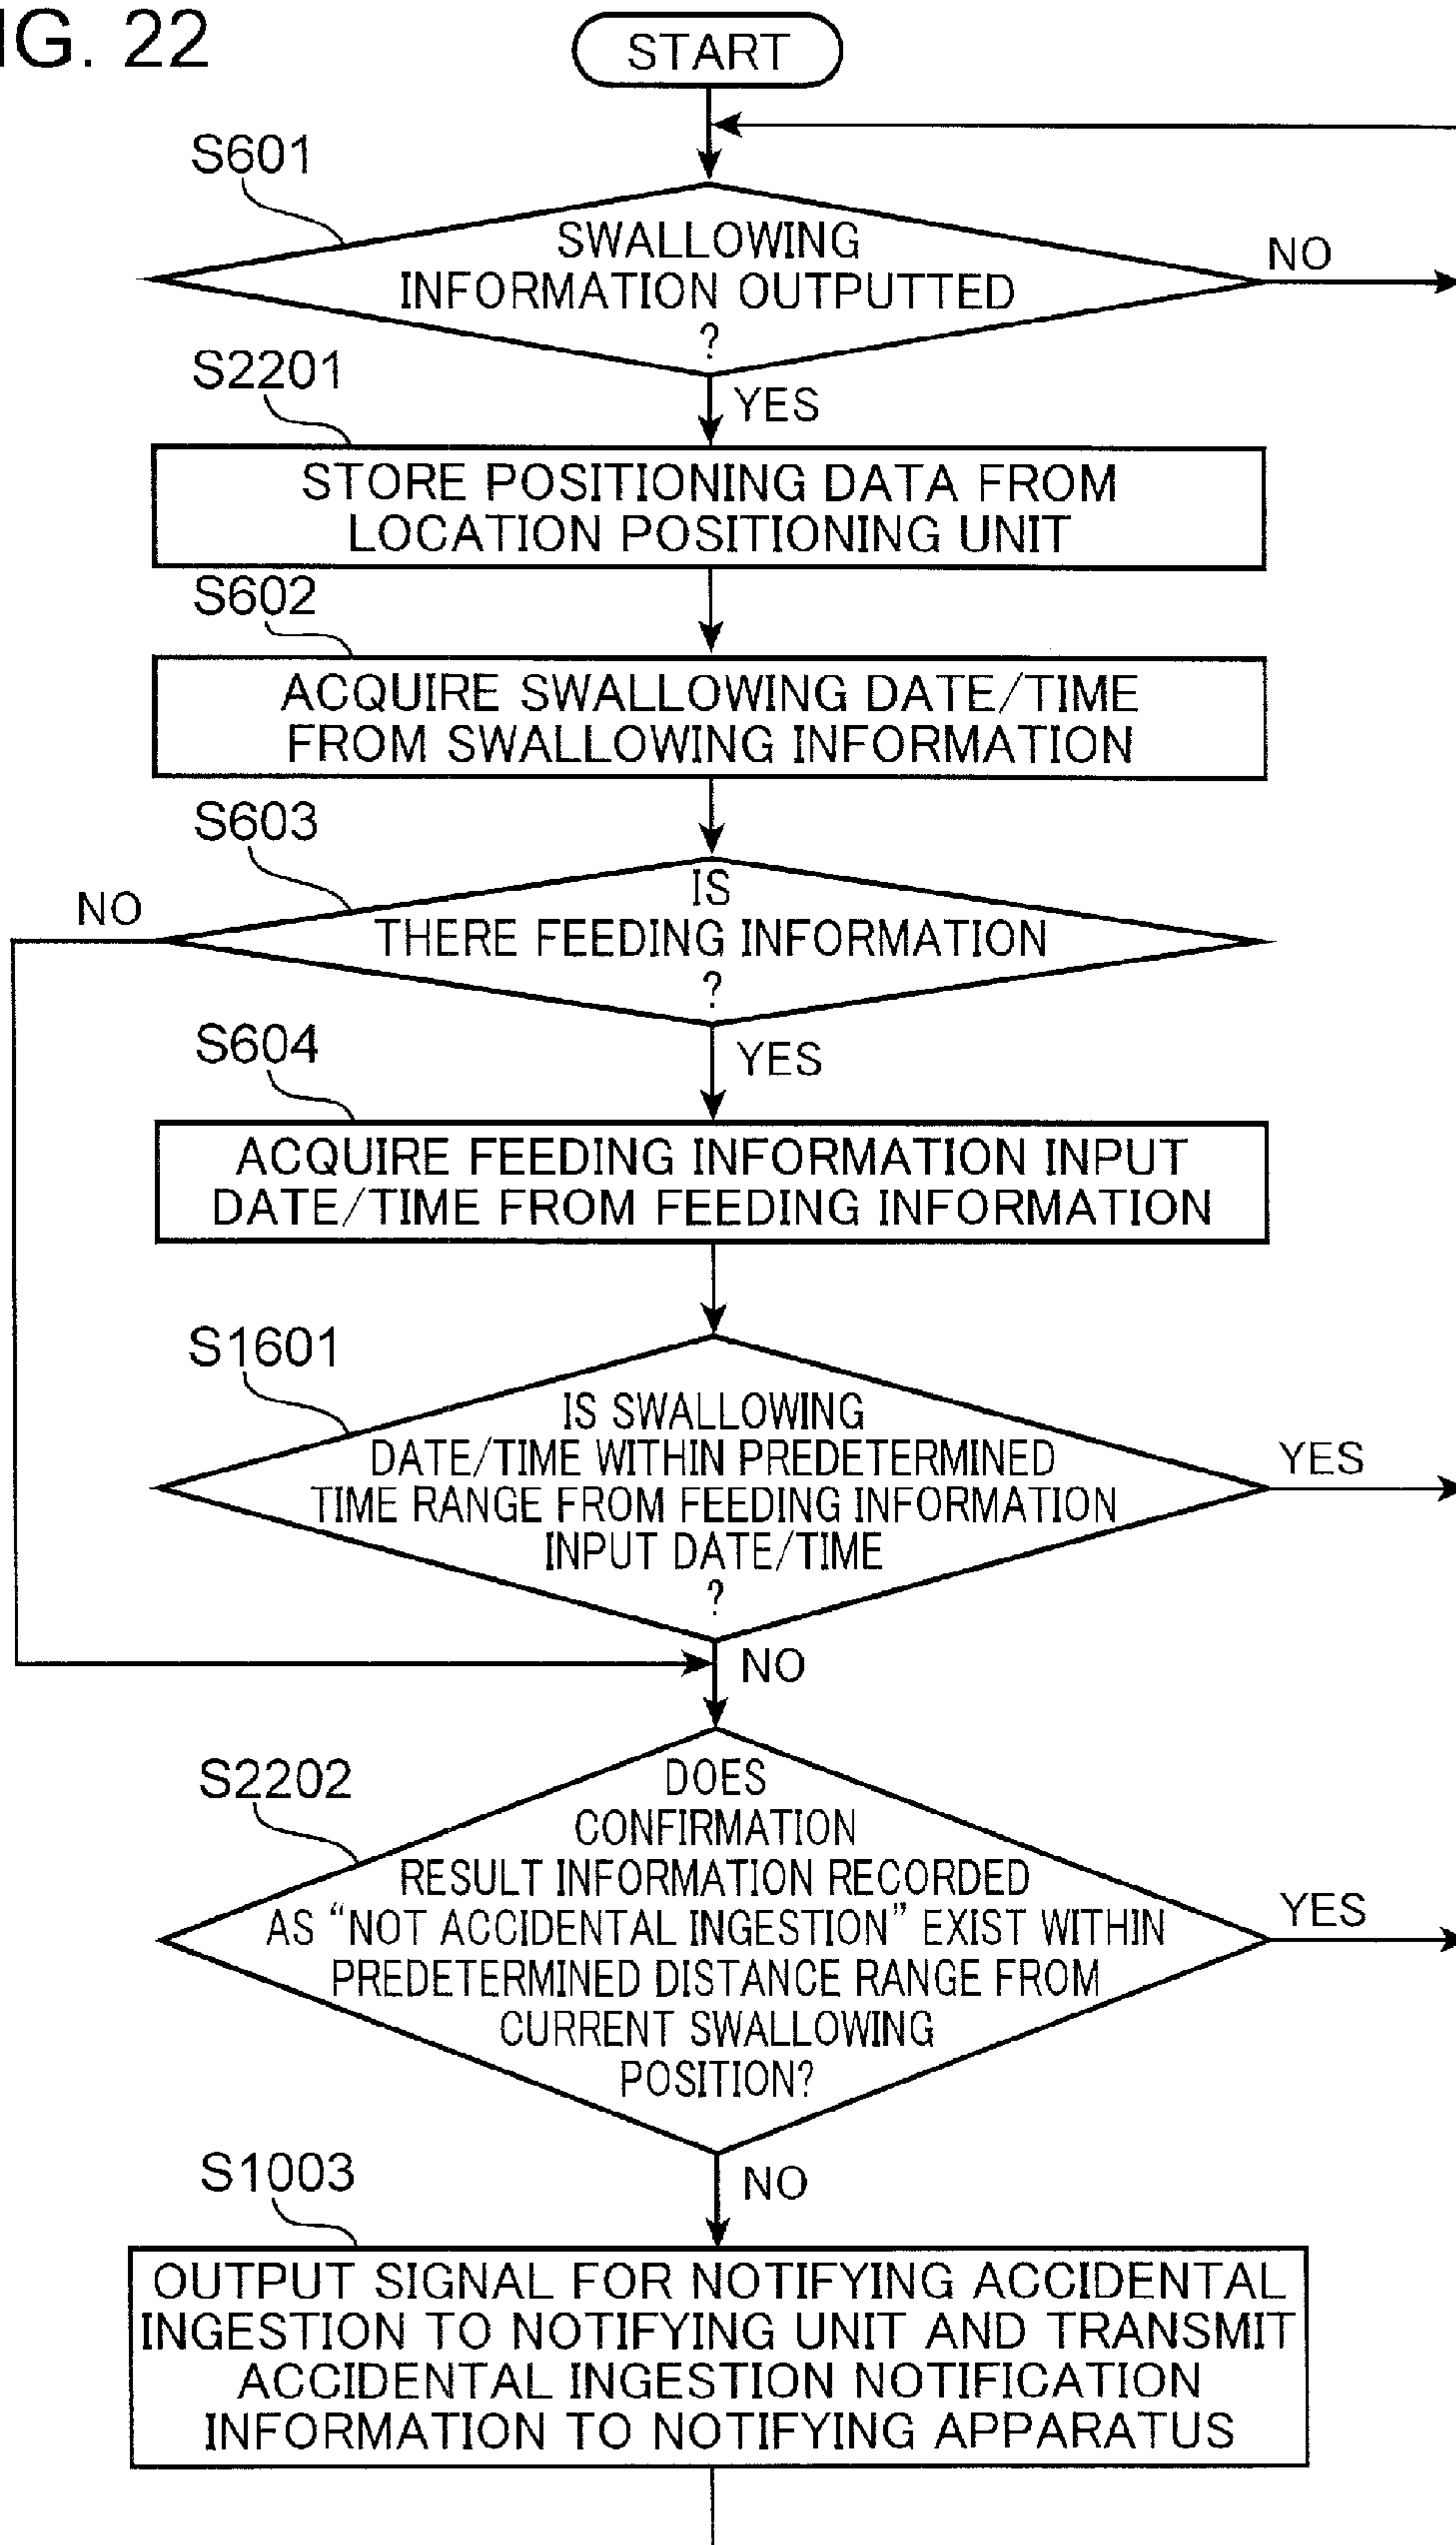 IG. 22
START
S601
SWALLOWING
INFORMATION OUTPUTTED
?
NO
YES
S2201
STORE POSITIONING DATA FROM
LOCATION POSITIONING UNIT
S602
ACQUIRE SWALLOWING DATE/TIME
FROM SWALLOWING INFORMATION
S603
IS
THERE FEEDING INFORMATION
?
NO
YES
S604
ACQUIRE FEEDING INFORMATION INPUT
DATE/TIME FROM FEEDING INFORMATION
S1601
IS SWALLOWING
DATE/TIME WITHIN PREDETERMINED
TIME RANGE FROM FEEDING INFORMATION
INPUT DATE/TIME
?
YES
NO
S2202
DOES
CONFIRMATION
RESULT INFORMATION RECORDED
AS “NOT ACCIDENTAL INGESTION” EXIST WITHIN
PREDETERMINED DISTANCE RANGE FROM
CURRENT SWALLOWING
POSITION?
YES
NO
S1003
OUTPUT SIGNAL FOR NOTIFYING ACCIDENTAL
INGESTION TO NOTIFYING UNIT AND TRANSMIT
ACCIDENTAL INGESTION NOTIFICATION
INFORMATION TO NOTIFYING APPARATUS